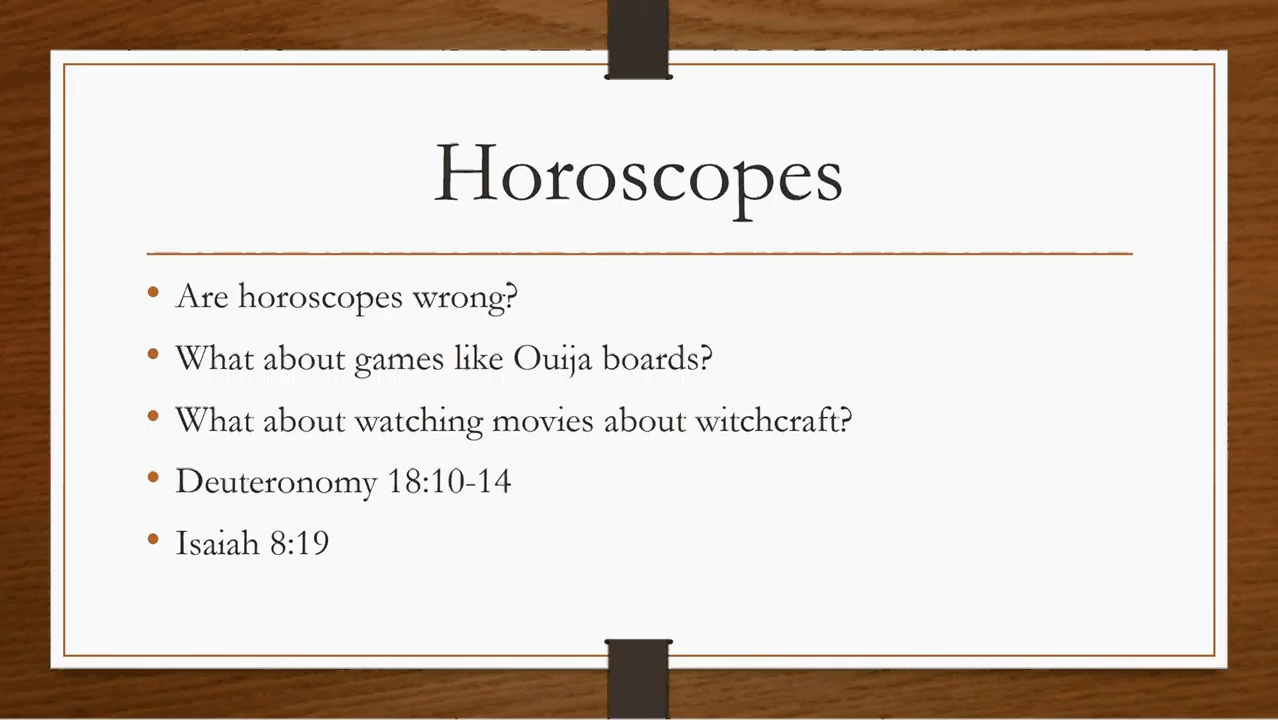 Horoscopes
• Are horoscopes wrong?
• What about games like Ouija boards?
• What about watching movies about witchcraft?
• Deuteronomy 18:10-14
• Isaiah 8:19